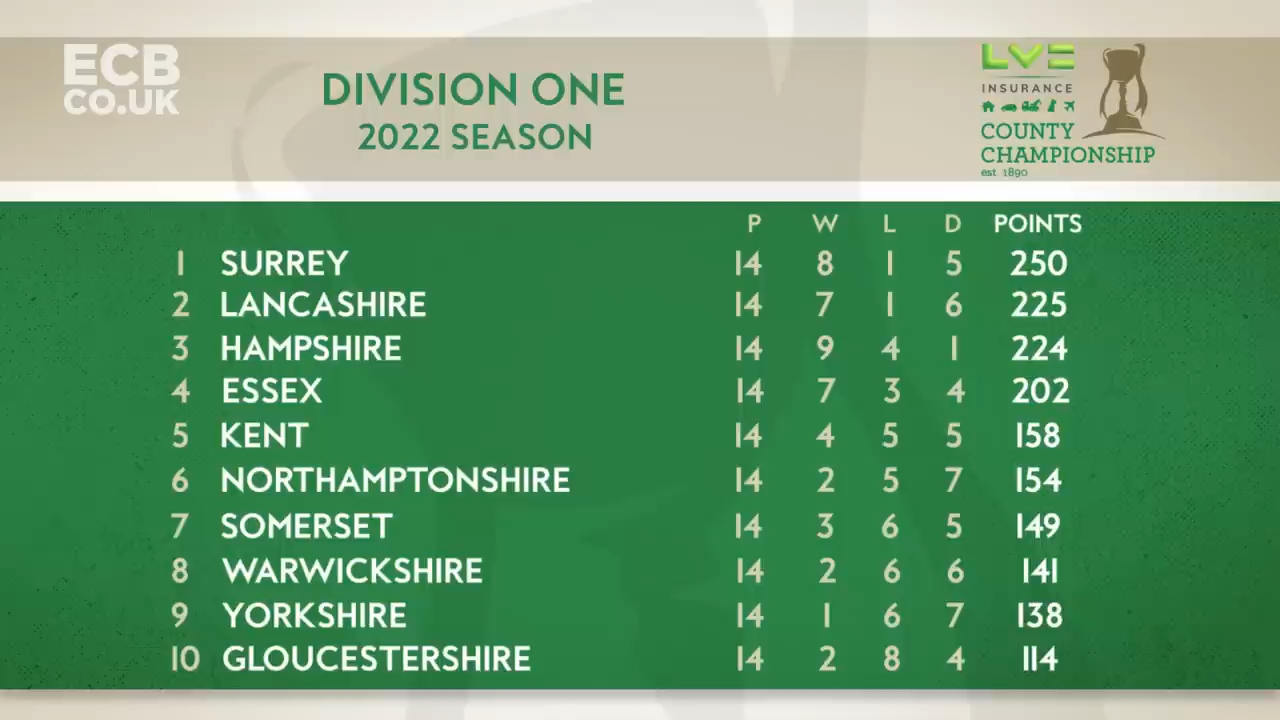 ECB
CO.UK
DIVISION ONE
2022 SEASON
LV=
INSURANCE
COUNTY
CHAMPIONSHIP
est 1890
P W L D POINTS
1 SURREY 14 8 1 5 250
2 LANCASHIRE 14 7 1 6 225
3 HAMPSHIRE 14 9 4 1 224
4 ESSEX 14 7 3 4 202
5 KENT 14 4 5 5 158
6 NORTHAMPTONSHIRE 14 2 5 7 154
7 SOMERSET 14 3 6 5 149
8 WARWICKSHIRE 14 2 6 6 141
9 YORKSHIRE 14 1 6 7 138
10 GLOUCESTERSHIRE 14 2 8 4 114